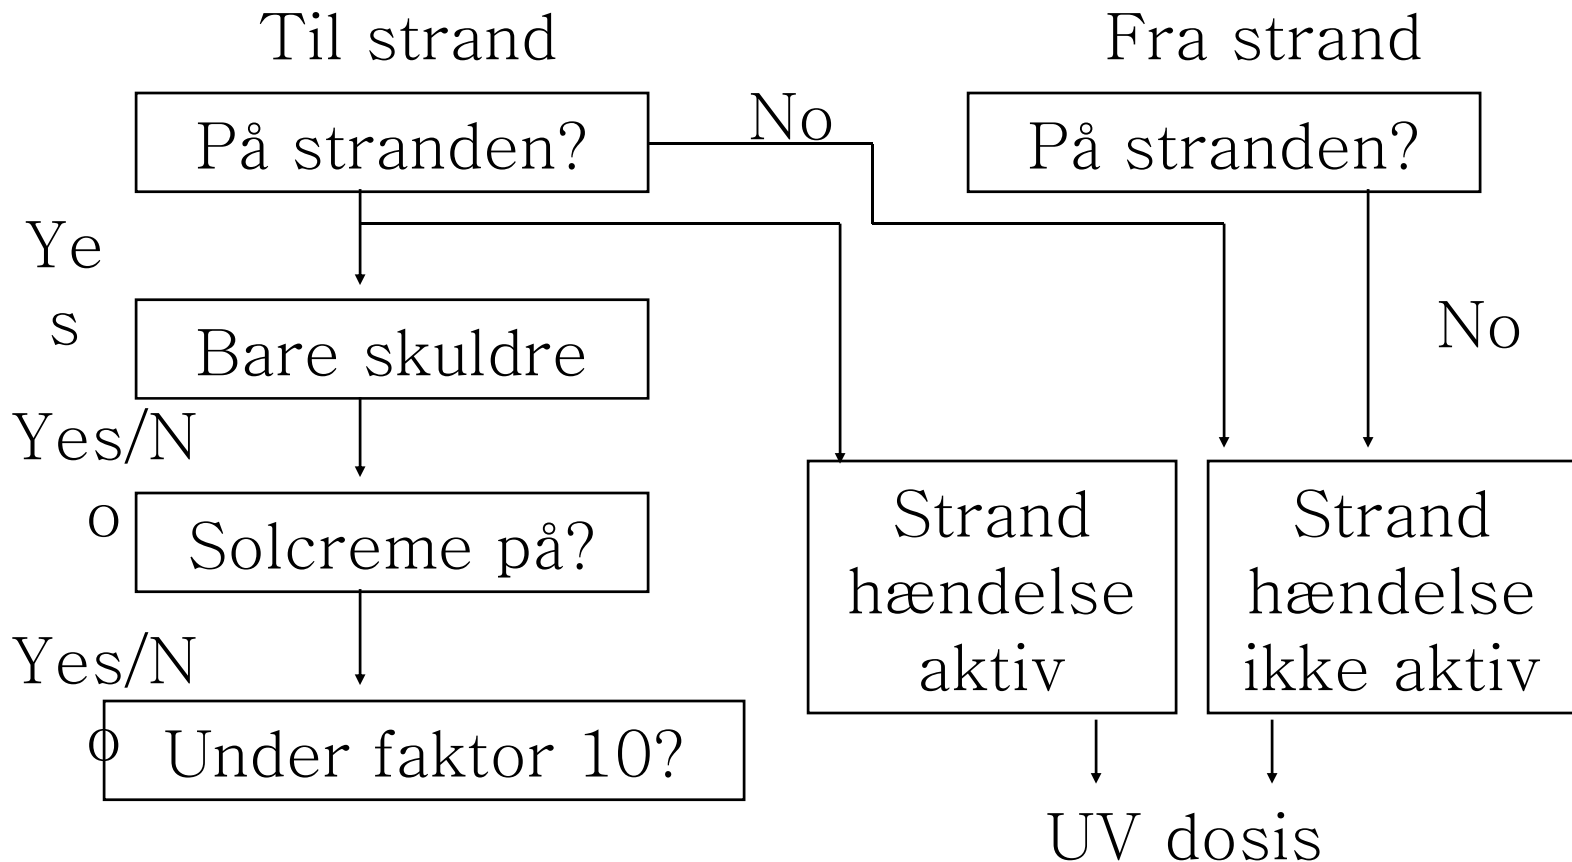 Til strand
Fra strand
På stranden?
No
På stranden?
Ye
s
No
Bare skuldre
Yes/N
o
Solcreme på?
Yes/N
o
Under faktor 10?
Strand
hændelse
aktiv
Strand
hændelse
ikke aktiv
UV dosis